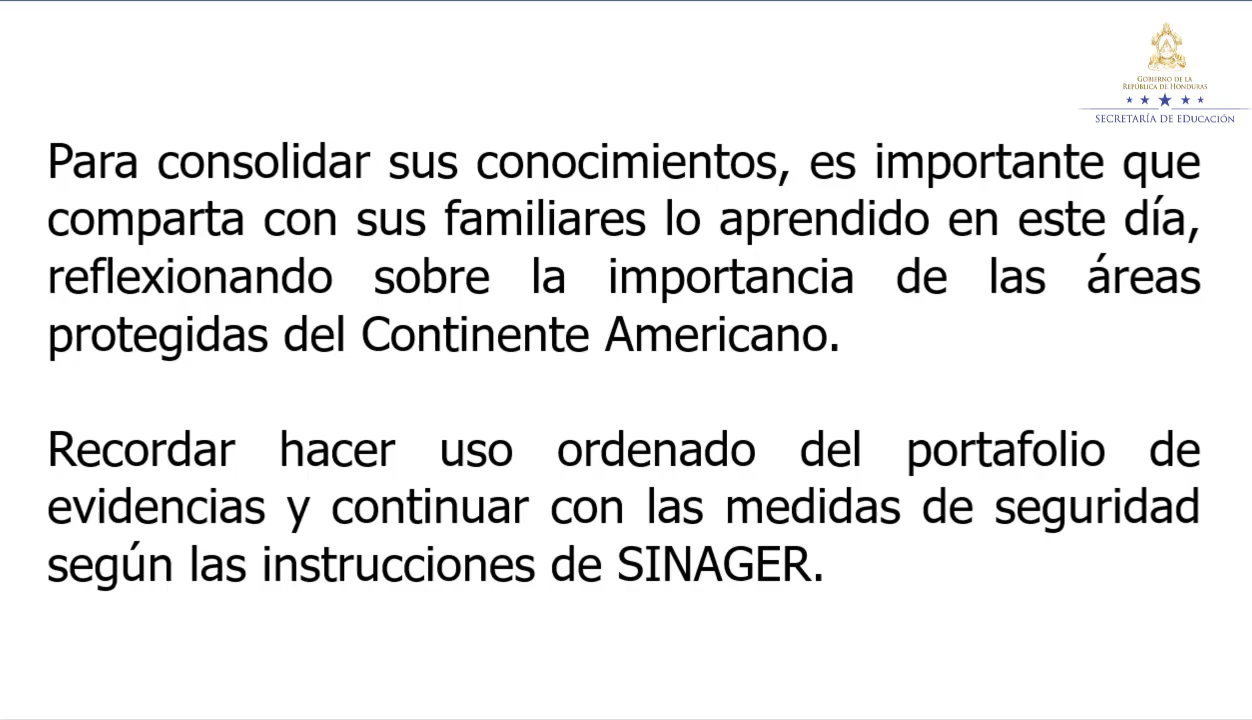 GOBIERNO DE LA
REPÚBLICA DE HONDURAS
SECRETARÍA DE EDUCACIÓN
Para consolidar sus conocimientos, es importante que
comparta con sus familiares lo aprendido en este día,
reflexionando sobre la importancia de las áreas
protegidas del Continente Americano.
Recordar hacer uso ordenado del portafolio de
evidencias y continuar con las medidas de seguridad
según las instrucciones de SINAGER.